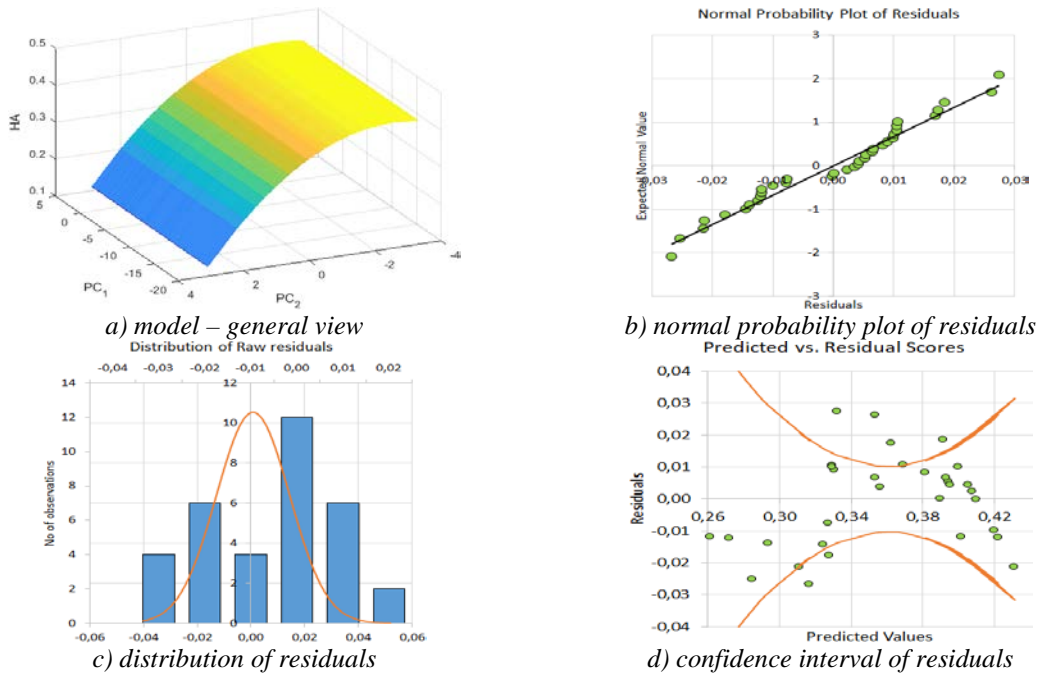 0.5
0.4
0.3
0.2
0.1
HA
5
0
-5
-10
-15
-20
PC1
4
2
0
-2
-4
PC2
a) model – general view
Normal Probability Plot of Residuals
3
2
1
0
-1
-2
-3
-0,03 -0,02 -0,01 0,00 0,01 0,02 0,03
Expected Normal Value
Residuals
b) normal probability plot of residuals
Distribution of Raw residuals
-0,04 -0,03 -0,02 -0,01 0,00 0,01 0,02
14
12
10
8
6
4
2
0
12
10
8
6
4
2
0
No of observations
-0,06 -0,04 -0,02 0,00 0,02 0,04 0,06
c) distribution of residuals
Predicted vs. Residual Scores
0,04
0,03
0,02
0,01
0,00
-0,01
-0,02
-0,03
-0,04
0,26 0,30 0,34 0,38 0,42
Residuals
Predicted Values
d) confidence interval of residuals